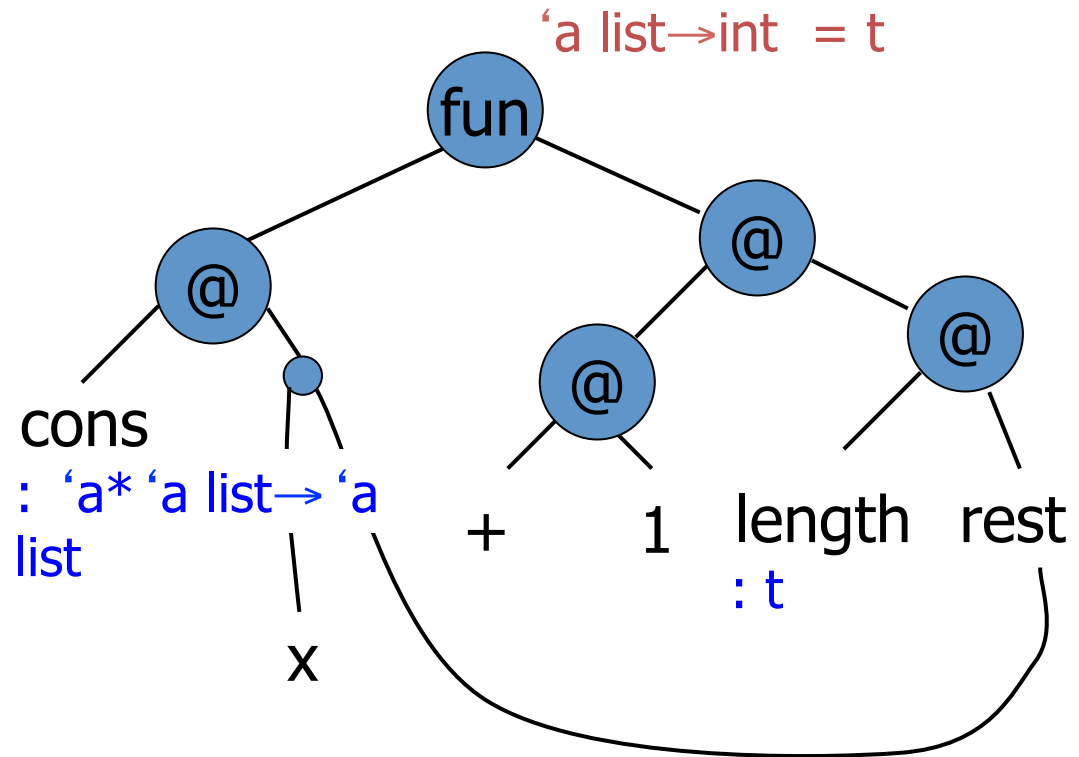 ‘a list→int = t
fun
@
@
@
@
cons
: ‘a* ‘a list→ ‘a
list
+
1
length
rest
: t
x